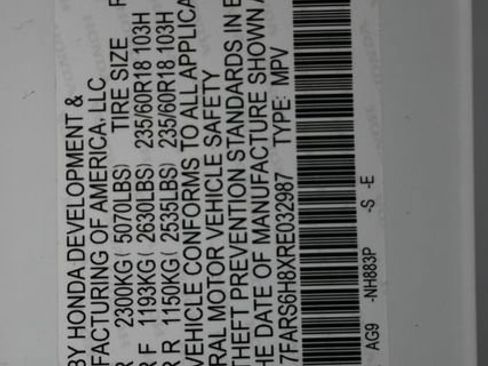 BY HONDA DEVELOPMENT &
FACTURING OF AMERICA, LLC
R 2300KG ( 5070LBS) TIRE SIZE
R F 1193KG ( 2630LBS) 235/60R18 103H
R R 1150KG ( 2535LBS) 235/60R18 103H
VEHICLE CONFORMS TO ALL APPLICA
RAL MOTOR VEHICLE SAFETY
THEFT PREVENTION STANDARDS IN E
HE DATE OF MANUFACTURE SHOWN A
7FARS6H8XRE032987 TYPE: MPV
AG9 -NH883P -S -E